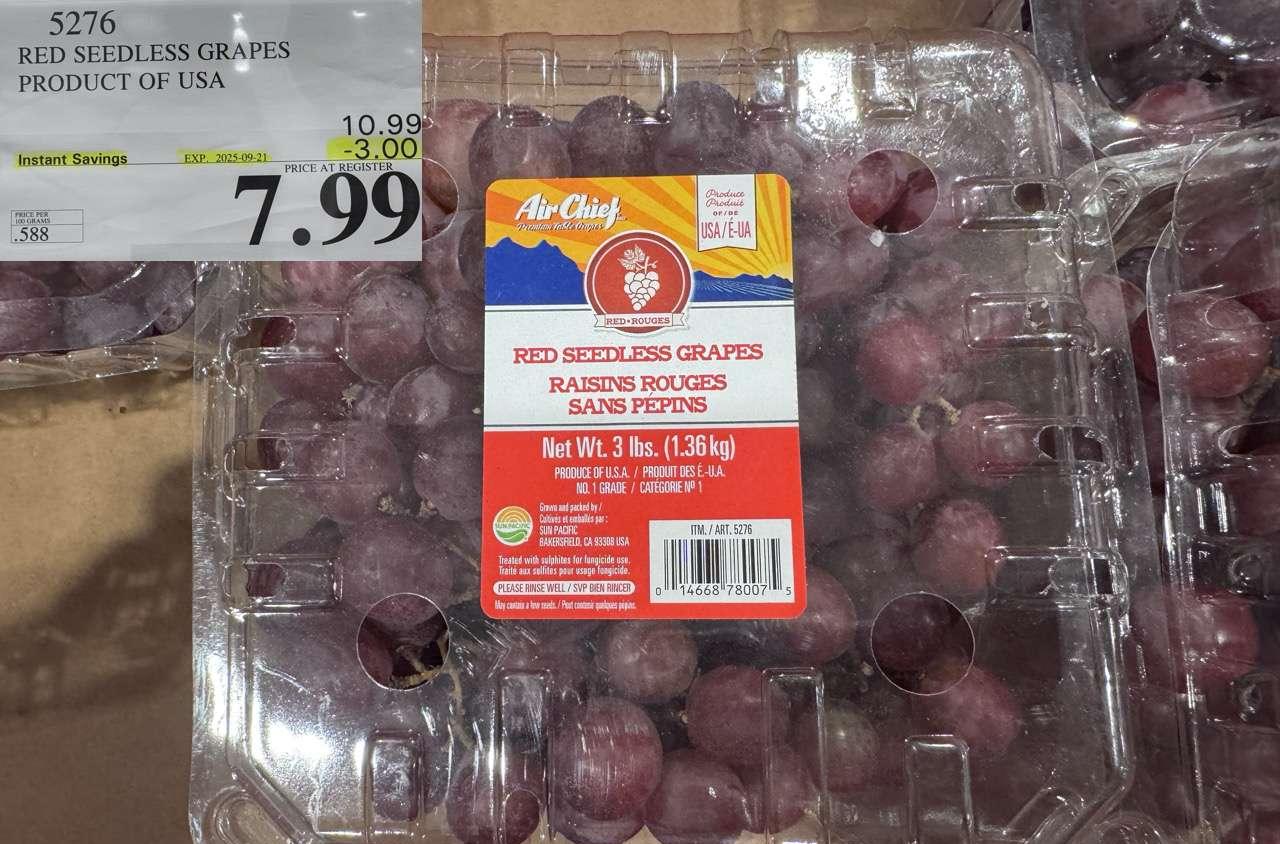 5276
RED SEEDLESS GRAPES
PRODUCT OF USA
10.99
Instant Savings EXP. 2025-09-21 -3.00
PRICE AT REGISTER
7.99
PRICE PER
100 GRAMS
.588
Air Chief
Premium Table Grapes
Produce
Produit
OF/DE
USA/É-UA
RED•ROUGES
RED SEEDLESS GRAPES
RAISINS ROUGES
SANS PÉPINS
Net Wt. 3 lbs. (1.36 kg)
PRODUCE OF U.S.A. / PRODUIT DES É.-U.A.
NO. 1 GRADE / CATÉGORIE Nº 1
Grown and packed by /
Cultivés et emballés par :
SUN PACIFIC
BAKERSFIELD, CA 93308 USA
SUN PACIFIC
Treated with sulphites for fungicide use.
Traité aux sulfites pour usage fongicide.
PLEASE RINSE WELL / SVP BIEN RINCER
May contain a few seeds. / Peut contenir quelques pépins.
ITM. / ART. 5276
0 14668 78007 5